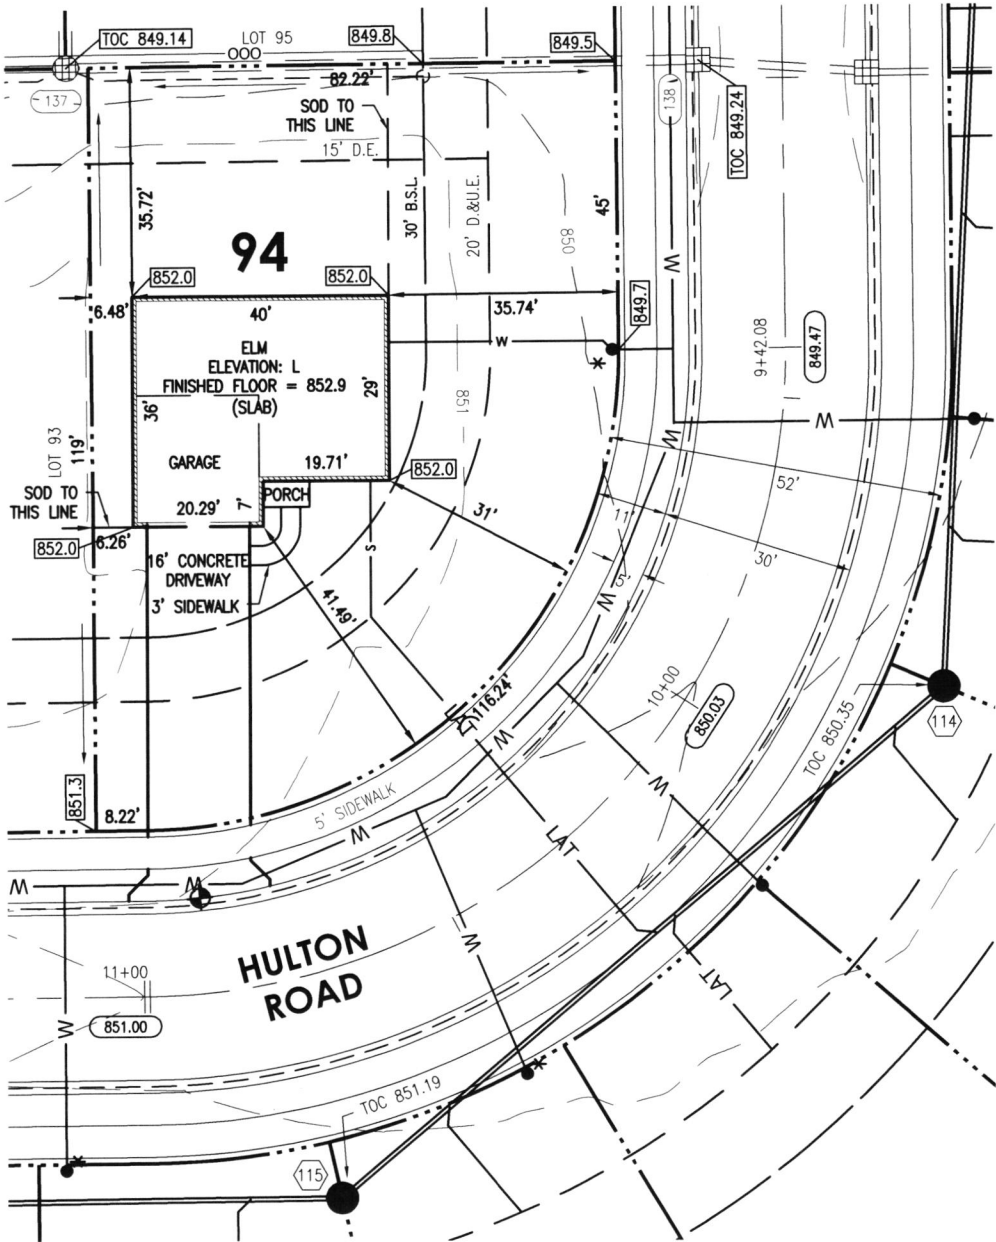 TOC 849.14
LOT 95
OOO
849.8
849.5
82.22'
137
138
SOD TO
THIS LINE
15' D.E.
TOC 849.24
35.72'
30' B.S.L.
20' D.&U.E.
45'
850
94
852.0
852.0
W
6.48'
40'
35.74'
849.7
W
ELM
ELEVATION: L
FINISHED FLOOR = 852.9
(SLAB)
9+42.08
849.47
36'
29'
851
LOT 93
119'
W
W
GARAGE
19.71'
852.0
SOD TO
THIS LINE
20.29'
7'
PORCH
31'
52'
11'
852.0
6.26'
16' CONCRETE
DRIVEWAY
3' SIDEWALK
S
5'
30'
W
41.49'
116.24'
10+00
850.03
W
114
TOC 850.35
851.3
8.22'
5' SIDEWALK
W
W
LAT
W
W
HULTON
ROAD
W
LAT
11+00
851.00
W
TOC 851.19
115